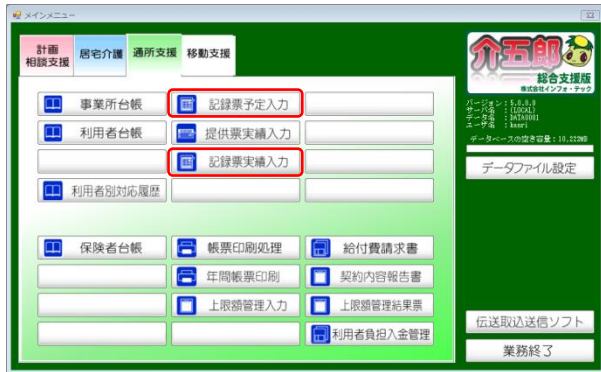 メインメニュー
計画
相談支援
居宅介護
通所支援
移動支援
事業所台帳
記録票予定入力
利用者台帳
提供票実績入力
記録票実績入力
利用者別対応履歴
保険者台帳
帳票印刷処理
給付費請求書
年間帳票印刷
契約内容報告書
上限額管理入力
上限額管理結果票
利用者負担入金管理
介五郎
総合支援版
株式会社インフォ・テック
バージョン：5.0.0.0
サーバ名　：(LOCAL)
データ名　：DATA0001
ユーザ名　：kanri
データベースの空き容量：10,222MB
データファイル設定
伝送取込送信ソフト
業務終了